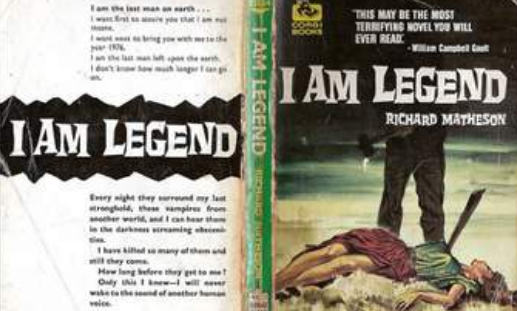 I am the last man on earth . . .
I want first to assure you that I am not
insane.
I want next to bring you with me to the
year 1976.
I am the last man left upon the earth.
I don't know how much longer I can go
on.
I AM LEGEND
Every night they surround my last
stronghold, these vampires from
another world, and I can hear them
in the darkness screaming obsceni-
ties.
I have killed so many of them and
still they come.
How long before they get to me?
Only this I know—I will never
wake to the sound of another human
voice.
I AM LEGEND
RICHARD MATHESON
CORGI
BOOKS
'THIS MAY BE THE MOST
TERRIFYING NOVEL YOU WILL
EVER READ.'
- William Campbell Gault
I AM LEGEND
RICHARD MATHESON